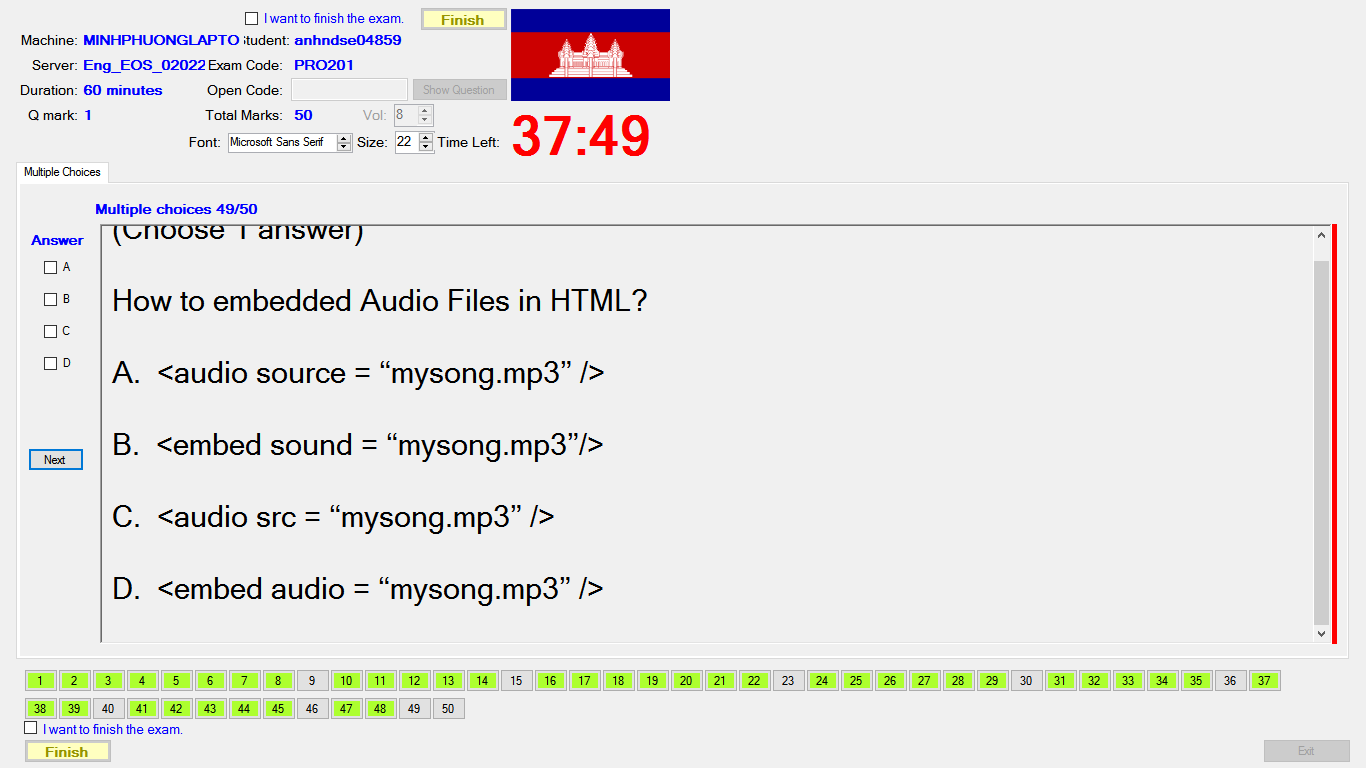 I want to finish the exam. Finish
Machine: MINHPHUONGLAPTO Student: anhndse04859
Server: Eng_EOS_02022 Exam Code: PRO201
Duration: 60 minutes Open Code: Show Question
Q mark: 1 Total Marks: 50 Vol: 8
Font: Microsoft Sans Serif Size: 22 Time Left: 37:49
Multiple Choices
Multiple choices 49/50
Answer
A
B
C
D
Next
(Choose 1 answer)
How to embedded Audio Files in HTML?
A. <audio source = “mysong.mp3” />
B. <embed sound = “mysong.mp3”/>
C. <audio src = “mysong.mp3” />
D. <embed audio = “mysong.mp3” />
1 2 3 4 5 6 7 8 9 10 11 12 13 14 15 16 17 18 19 20 21 22 23 24 25 26 27 28 29 30 31 32 33 34 35 36 37
38 39 40 41 42 43 44 45 46 47 48 49 50
I want to finish the exam.
Finish Exit